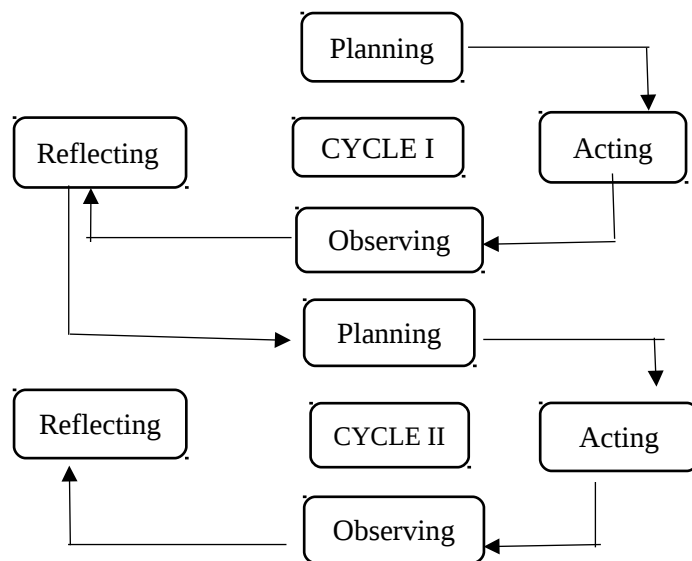 Planning
Reflecting
CYCLE I
Acting
Observing
Planning
Reflecting
CYCLE II
Acting
Observing